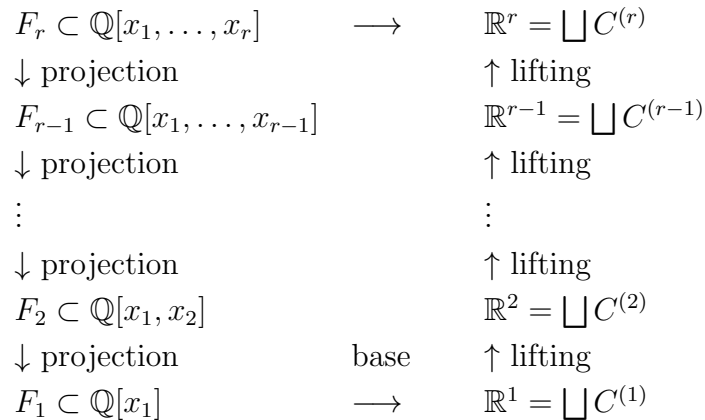 F_r ⊂ ℚ[x_1, …, x_r] ⟶ ℝ^r = ⨆ C^(r)
↓ projection ↑ lifting
F_{r−1} ⊂ ℚ[x_1, …, x_{r−1}] ℝ^{r−1} = ⨆ C^(r−1)
↓ projection ↑ lifting
⋮ ⋮
↓ projection ↑ lifting
F_2 ⊂ ℚ[x_1, x_2] ℝ^2 = ⨆ C^(2)
↓ projection base ↑ lifting
F_1 ⊂ ℚ[x_1] ⟶ ℝ^1 = ⨆ C^(1)